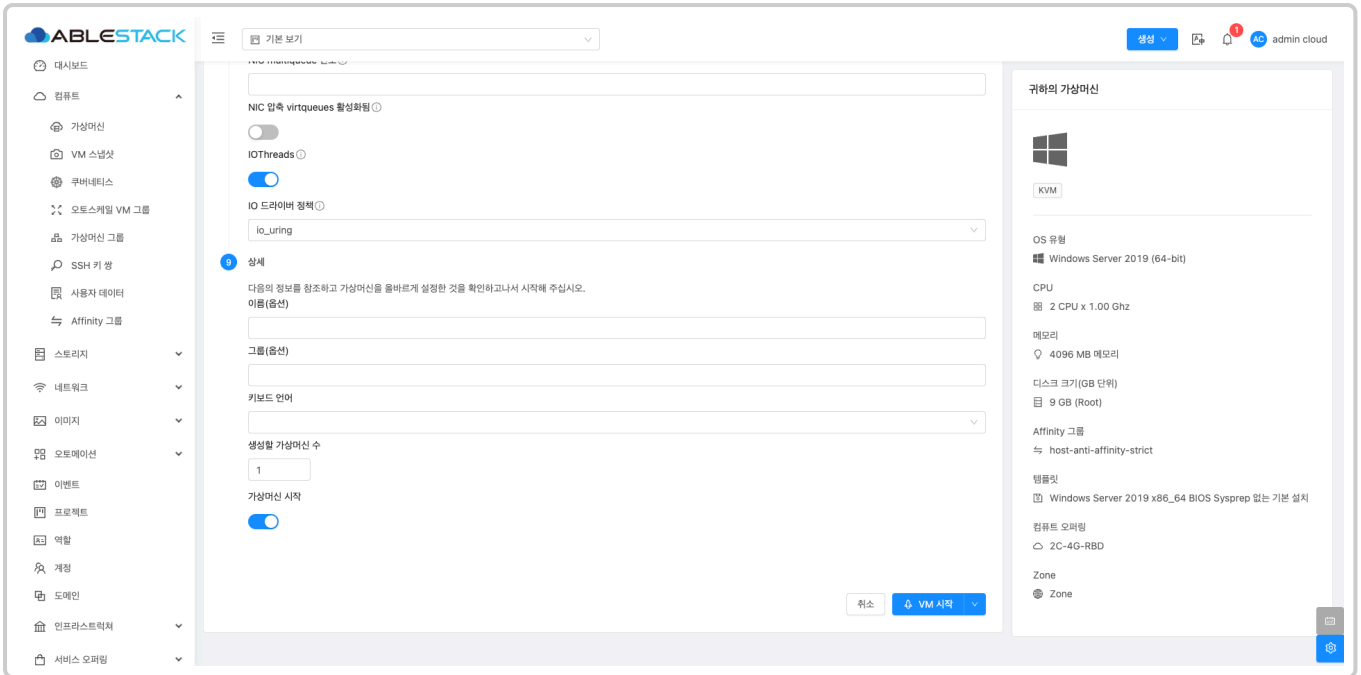 ABLESTACK
기본 보기
생성
1
AC
admin cloud
대시보드
컴퓨트
가상머신
VM 스냅샷
쿠버네티스
오토스케일 VM 그룹
가상머신 그룹
SSH 키 쌍
사용자 데이터
Affinity 그룹
스토리지
네트워크
이미지
오토메이션
이벤트
프로젝트
역할
계정
도메인
인프라스트럭쳐
서비스 오퍼링
NIC multiqueue
NIC 압축 virtqueues 활성화됨
IOThreads
IO 드라이버 정책
io_uring
9
상세
다음의 정보를 참조하고 가상머신을 올바르게 설정한 것을 확인하고나서 시작해 주십시오.
이름(옵션)
그룹(옵션)
키보드 언어
생성할 가상머신 수
1
가상머신 시작
취소
VM 시작
귀하의 가상머신
KVM
OS 유형
Windows Server 2019 (64-bit)
CPU
2 CPU x 1.00 Ghz
메모리
4096 MB 메모리
디스크 크기(GB 단위)
9 GB (Root)
Affinity 그룹
host-anti-affinity-strict
템플릿
Windows Server 2019 x86_64 BIOS Sysprep 없는 기본 설치
컴퓨트 오퍼링
2C-4G-RBD
Zone
Zone